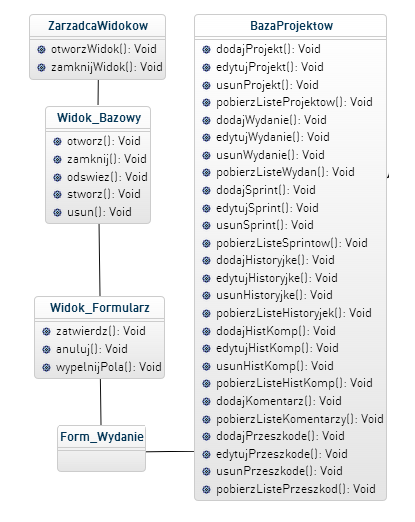 ZarzadcaWidokow
otworzWidok(): Void
zamknijWidok(): Void
Widok_Bazowy
otworz(): Void
zamknij(): Void
odswiez(): Void
stworz(): Void
usun(): Void
Widok_Formularz
zatwierdz(): Void
anuluj(): Void
wypelnijPola(): Void
Form_Wydanie
BazaProjektow
dodajProjekt(): Void
edytujProjekt(): Void
usunProjekt(): Void
pobierzListeProjektow(): Void
dodajWydanie(): Void
edytujWydanie(): Void
usunWydanie(): Void
pobierzListeWydan(): Void
dodajSprint(): Void
edytujSprint(): Void
usunSprint(): Void
pobierzListeSprintow(): Void
dodajHistoryjke(): Void
edytujHistoryjke(): Void
usunHistoryjke(): Void
pobierzListeHistoryjek(): Void
dodajHistKomp(): Void
edytujHistKomp(): Void
usunHistKomp(): Void
pobierzListeHistKomp(): Void
dodajKomentarz(): Void
pobierzListeKomentarzy(): Void
dodajPrzeszkode(): Void
edytujPrzeszkode(): Void
usunPrzeszkode(): Void
pobierzListePrzeszkod(): Void